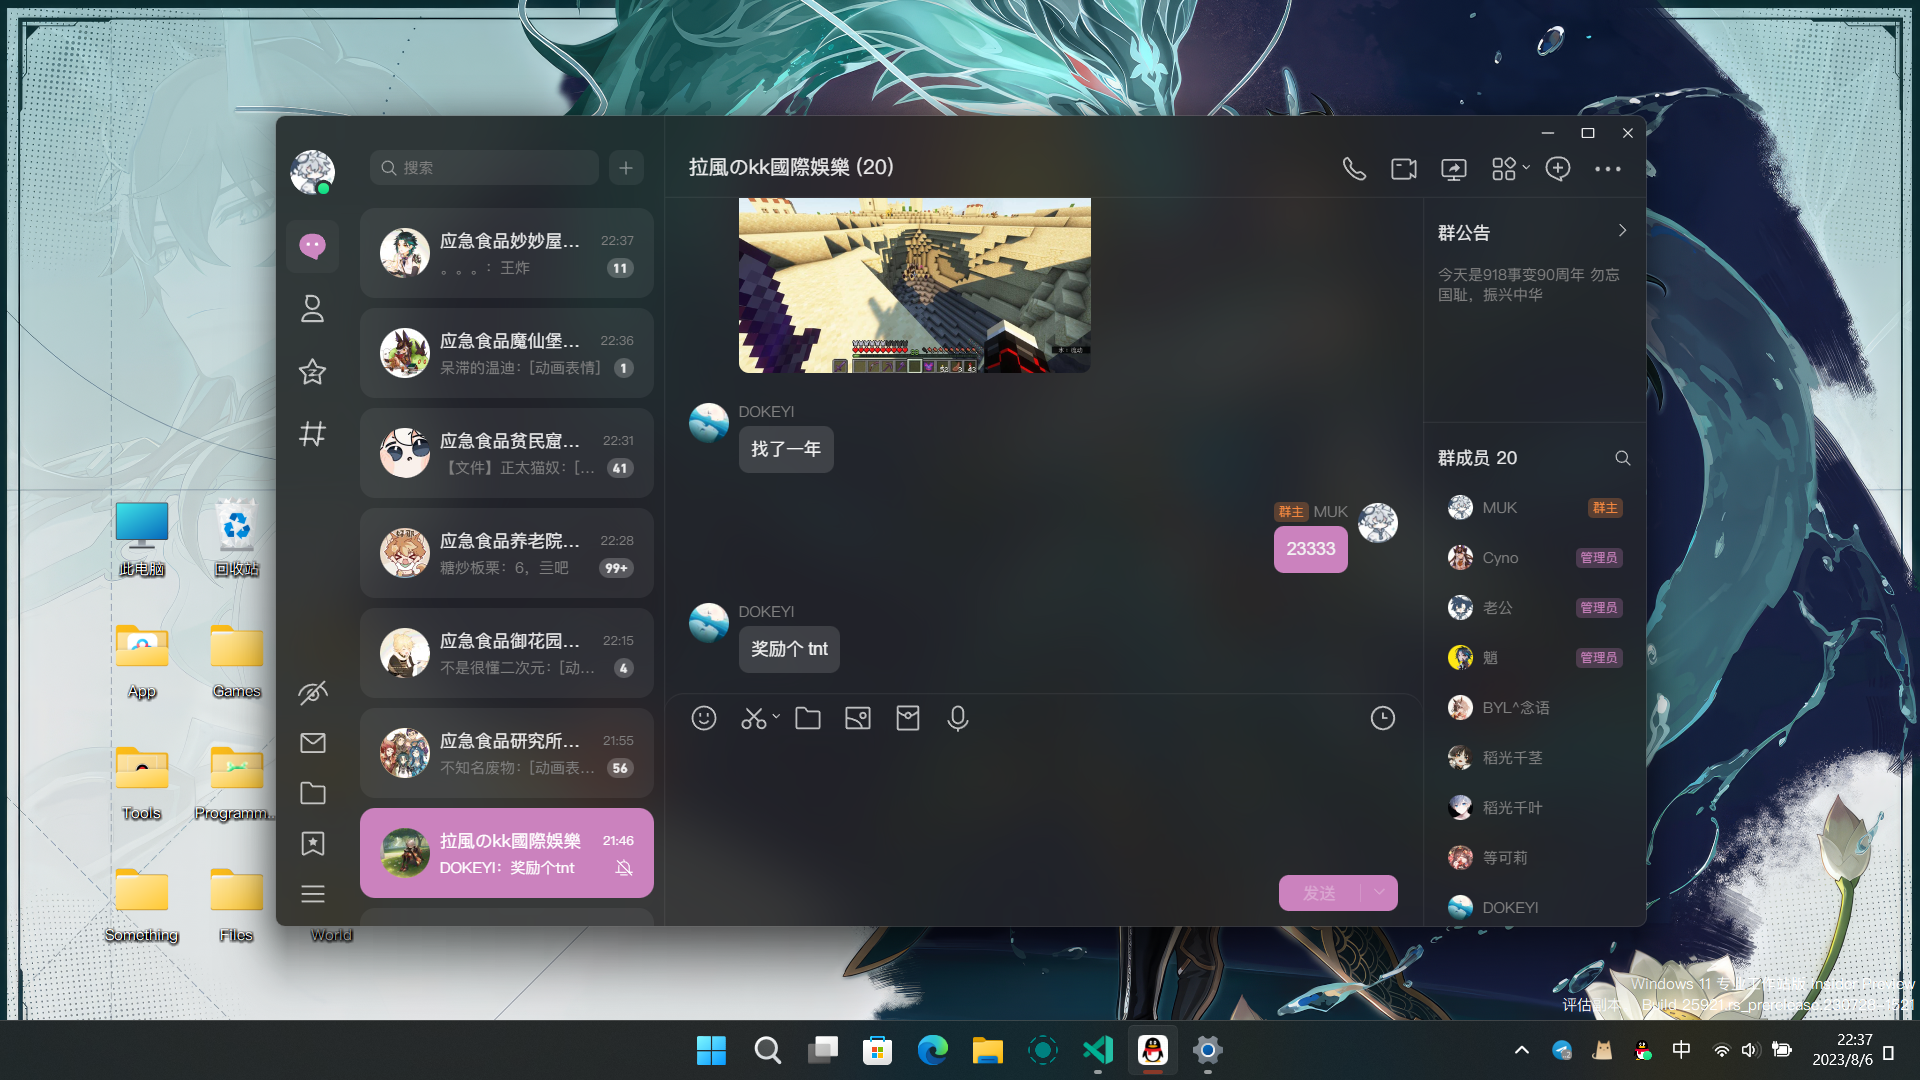 搜索
应急食品妙妙屋...
22:37
。。。：王炸
11
应急食品魔仙堡...
22:36
呆滞的温迪：[动画表情]
1
应急食品贫民窟...
22:31
【文件】正太猫奴：[...
41
应急食品养老院...
22:28
糖炒板栗：6，亖吧
99+
应急食品御花园...
22:15
不是很懂二次元：[动...
4
应急食品研究所...
21:55
不知名废物：[动画表...
56
拉風のkk國際娛樂
21:46
DOKEYI：奖励个tnt
拉風のkk國際娛樂 (20)
DOKEYI
找了一年
群主 MUK
23333
DOKEYI
奖励个 tnt
发送
群公告
今天是918事变90周年 勿忘
国耻，振兴中华
群成员 20
MUK 群主
Cyno 管理员
老公 管理员
魈 管理员
BYL^念语
稻光千茎
稻光千叶
等可莉
DOKEYI
此电脑
回收站
App
Games
Tools
Programm...
Something
Files
World
Windows 11 专业工作站版 Insider Preview
评估副本。 Build 25921.rs_prerelease.230728-1521
中
22:37
2023/8/6